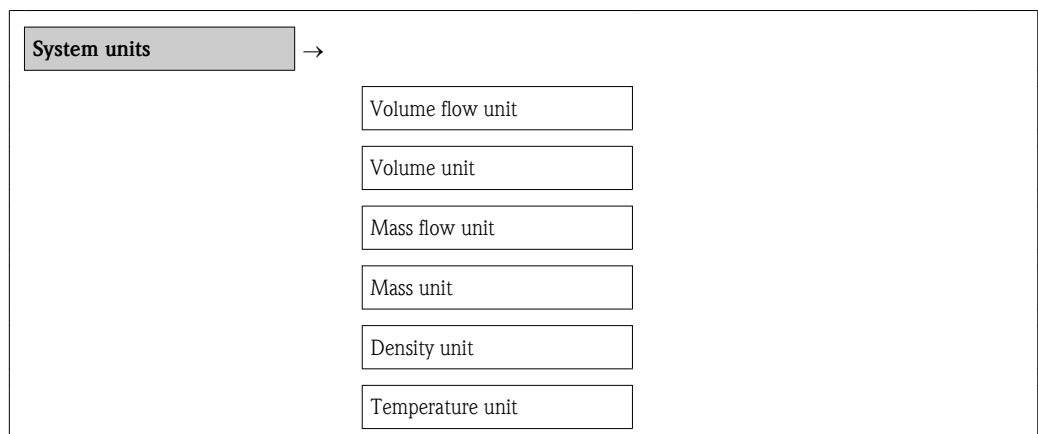 System units →
Volume flow unit
Volume unit
Mass flow unit
Mass unit
Density unit
Temperature unit